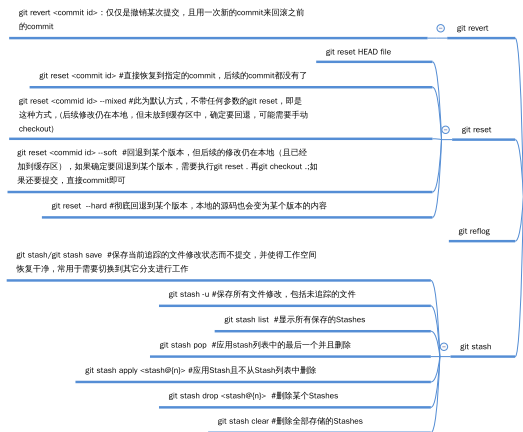 git revert <commit id>：仅仅是撤销某次提交，且用一次新的commit来回滚之前
的commit
git revert
git reset HEAD file
git reset <commit id> #直接恢复到指定的commit，后续的commit都没有了
git reset <commid id> --mixed #此为默认方式，不带任何参数的git reset，即是
这种方式，(后续修改仍在本地，但未放到缓存区中，确定要回退，可能需要手动
checkout)
git reset
git reset <commid id> --soft  #回退到某个版本，但后续的修改仍在本地（且已经
加到缓存区），如果确定要回退到某个版本，需要执行git reset . 再git checkout .;如
果还要提交，直接commit即可
git reset  --hard #彻底回退到某个版本，本地的源码也会变为某个版本的内容
git reflog
git stash/git stash save  #保存当前追踪的文件修改状态而不提交，并使得工作空间
恢复干净，常用于需要切换到其它分支进行工作
git stash -u #保存所有文件修改，包括未追踪的文件
git stash list  #显示所有保存的Stashes
git stash pop  #应用stash列表中的最后一个并且删除
git stash
git stash apply <stash@{n}> #应用Stash且不从Stash列表中删除
git stash drop <stash@{n}>  #删除某个Stashes
git stash clear #删除全部存储的Stashes